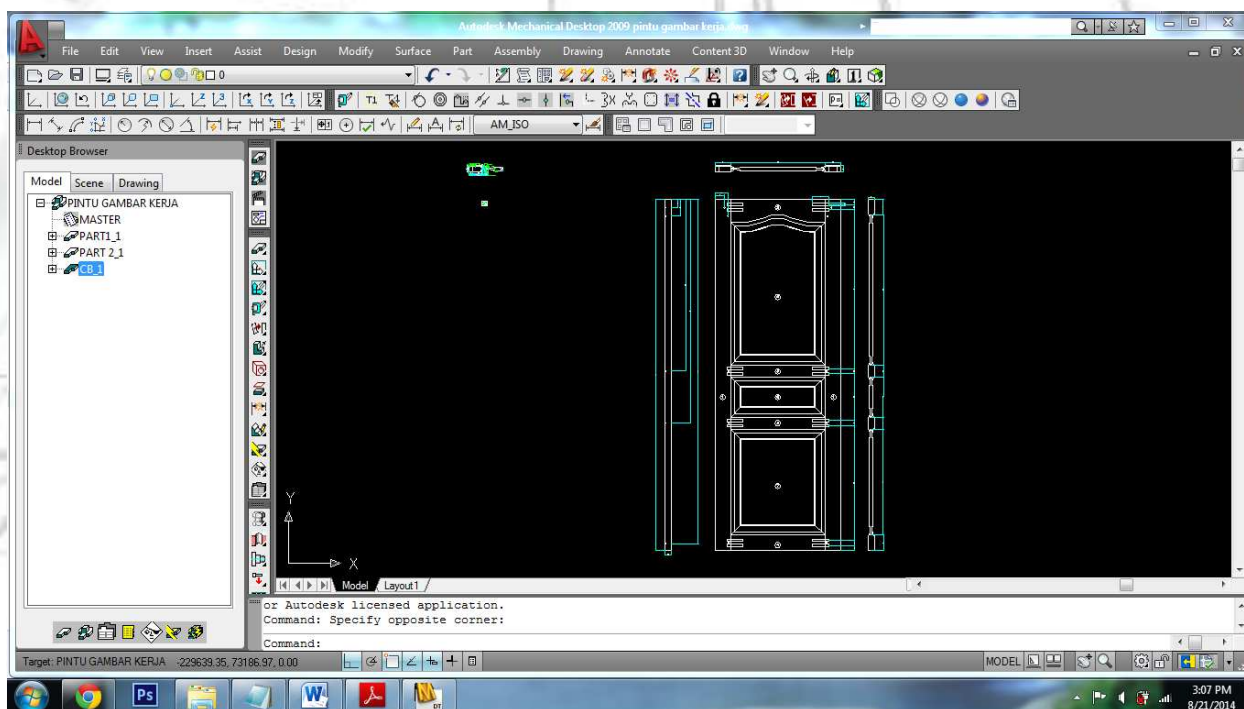 Autodesk Mechanical Desktop 2009 pintu gambar kerja.dwg
File Edit View Insert Assist Design Modify Surface Part Assembly Drawing Annotate Content 3D Window Help
0
AM_ISO
Desktop Browser
Model Scene Drawing
PINTU GAMBAR KERJA
MASTER
PART1_1
PART 2_1
CB_1
Y
X
Model Layout1
or Autodesk licensed application.
Command: Specify opposite corner:
Command:
Target: PINTU GAMBAR KERJA -229639.35, 73186.97, 0.00 MODEL
Ps W DT 3:07 PM
8/21/2014